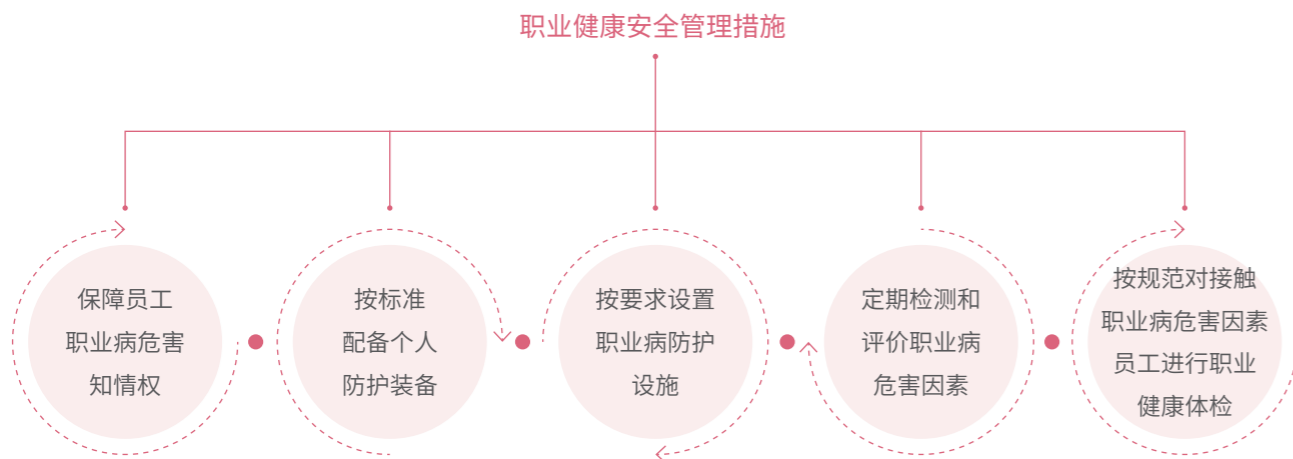 职业健康安全管理措施
保障员工
职业病危害
知情权
按标准
配备个人
防护装备
按要求设置
职业病防护
设施
定期检测和
评价职业病
危害因素
按规范对接触
职业病危害因素
员工进行职业
健康体检